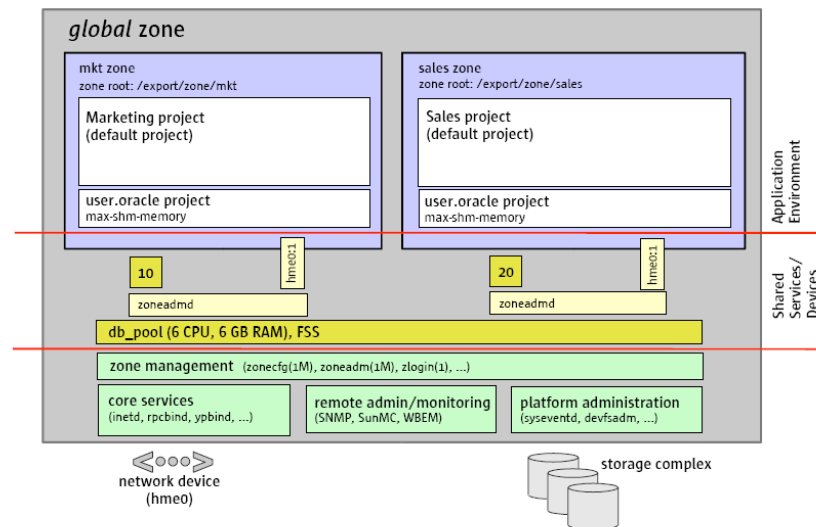 global zone
mkt zone
zone root: /export/zone/mkt
Marketing project
(default project)
user.oracle project
max-shm-memory
sales zone
zone root: /export/zone/sales
Sales project
(default project)
user.oracle project
max-shm-memory
Application
Environment
10
hme0:1
zoneadmd
20
hme0:1
zoneadmd
Shared
Services/
Devices
db_pool (6 CPU, 6 GB RAM), FSS
zone management (zonecfg(1M), zoneadm(1M), zlogin(1), ...)
core services
(inetd, rpcbind, ypbind, ...)
remote admin/monitoring
(SNMP, SunMC, WBEM)
platform administration
(syseventd, devfsadm, ...)
network device
(hme0)
storage complex